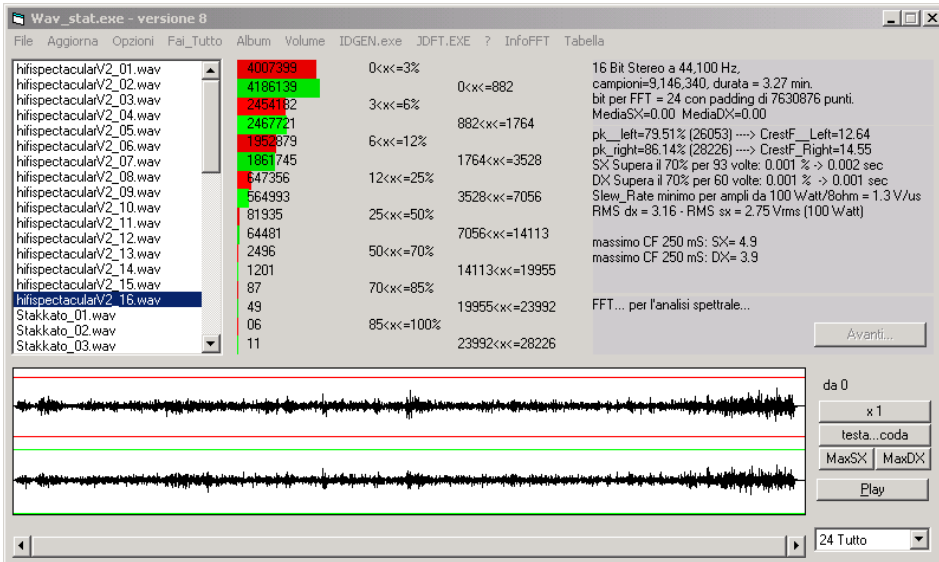 Wav_stat.exe - versione 8
File Aggiorna Opzioni Fai_Tutto Album Volume IDGEN.exe JDFT.EXE ? InfoFFT Tabella
hifispectacularV2_01.wav
hifispectacularV2_02.wav
hifispectacularV2_03.wav
hifispectacularV2_04.wav
hifispectacularV2_05.wav
hifispectacularV2_06.wav
hifispectacularV2_07.wav
hifispectacularV2_08.wav
hifispectacularV2_09.wav
hifispectacularV2_10.wav
hifispectacularV2_11.wav
hifispectacularV2_12.wav
hifispectacularV2_13.wav
hifispectacularV2_14.wav
hifispectacularV2_15.wav
hifispectacularV2_16.wav
Stakkato_01.wav
Stakkato_02.wav
Stakkato_03.wav
4007399 0<x<=3%
4186139 0<x<=882
2454182 3<x<=6%
2467721 882<x<=1764
1952879 6<x<=12%
1861745 1764<x<=3528
647356 12<x<=25%
564993 3528<x<=7056
81935 25<x<=50%
64481 7056<x<=14113
2496 50<x<=70%
1201 14113<x<=19955
87 70<x<=85%
49 19955<x<=23992
06 85<x<=100%
11 23992<x<=28226
16 Bit Stereo a 44,100 Hz,
campioni=9,146,340, durata = 3.27 min.
bit per FFT = 24 con padding di 7630876 punti.
MediaSX=0.00 MediaDX=0.00
pk__left=79.51% (26053) ----> CrestF__Left=12.64
pk_right=86.14% (28226) ----> CrestF_Right=14.55
SX Supera il 70% per 93 volte: 0.001 % -> 0.002 sec
DX Supera il 70% per 60 volte: 0.001 % -> 0.001 sec
Slew_Rate minimo per ampli da 100 Watt/8ohm = 1.3 V/us
RMS dx = 3.16 - RMS sx = 2.75 Vrms (100 Watt)
massimo CF 250 mS: SX= 4.9
massimo CF 250 mS: DX= 3.9
FFT... per l'analisi spettrale...
Avanti...
da 0
x 1
testa...coda
MaxSX MaxDX
Play
24 Tutto